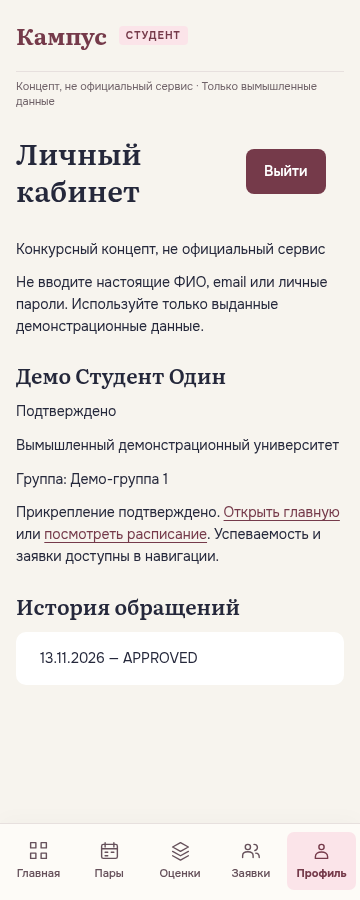 Кампус СТУДЕНТ
Концепт, не официальный сервис · Только вымышленные
данные
Личный
кабинет
Выйти
Конкурсный концепт, не официальный сервис
Не вводите настоящие ФИО, email или личные
пароли. Используйте только выданные
демонстрационные данные.
Демо Студент Один
Подтверждено
Вымышленный демонстрационный университет
Группа: Демо-группа 1
Прикрепление подтверждено. Открыть главную
или посмотреть расписание. Успеваемость и
заявки доступны в навигации.
История обращений
13.11.2026 — APPROVED
Главная Пары Оценки Заявки Профиль